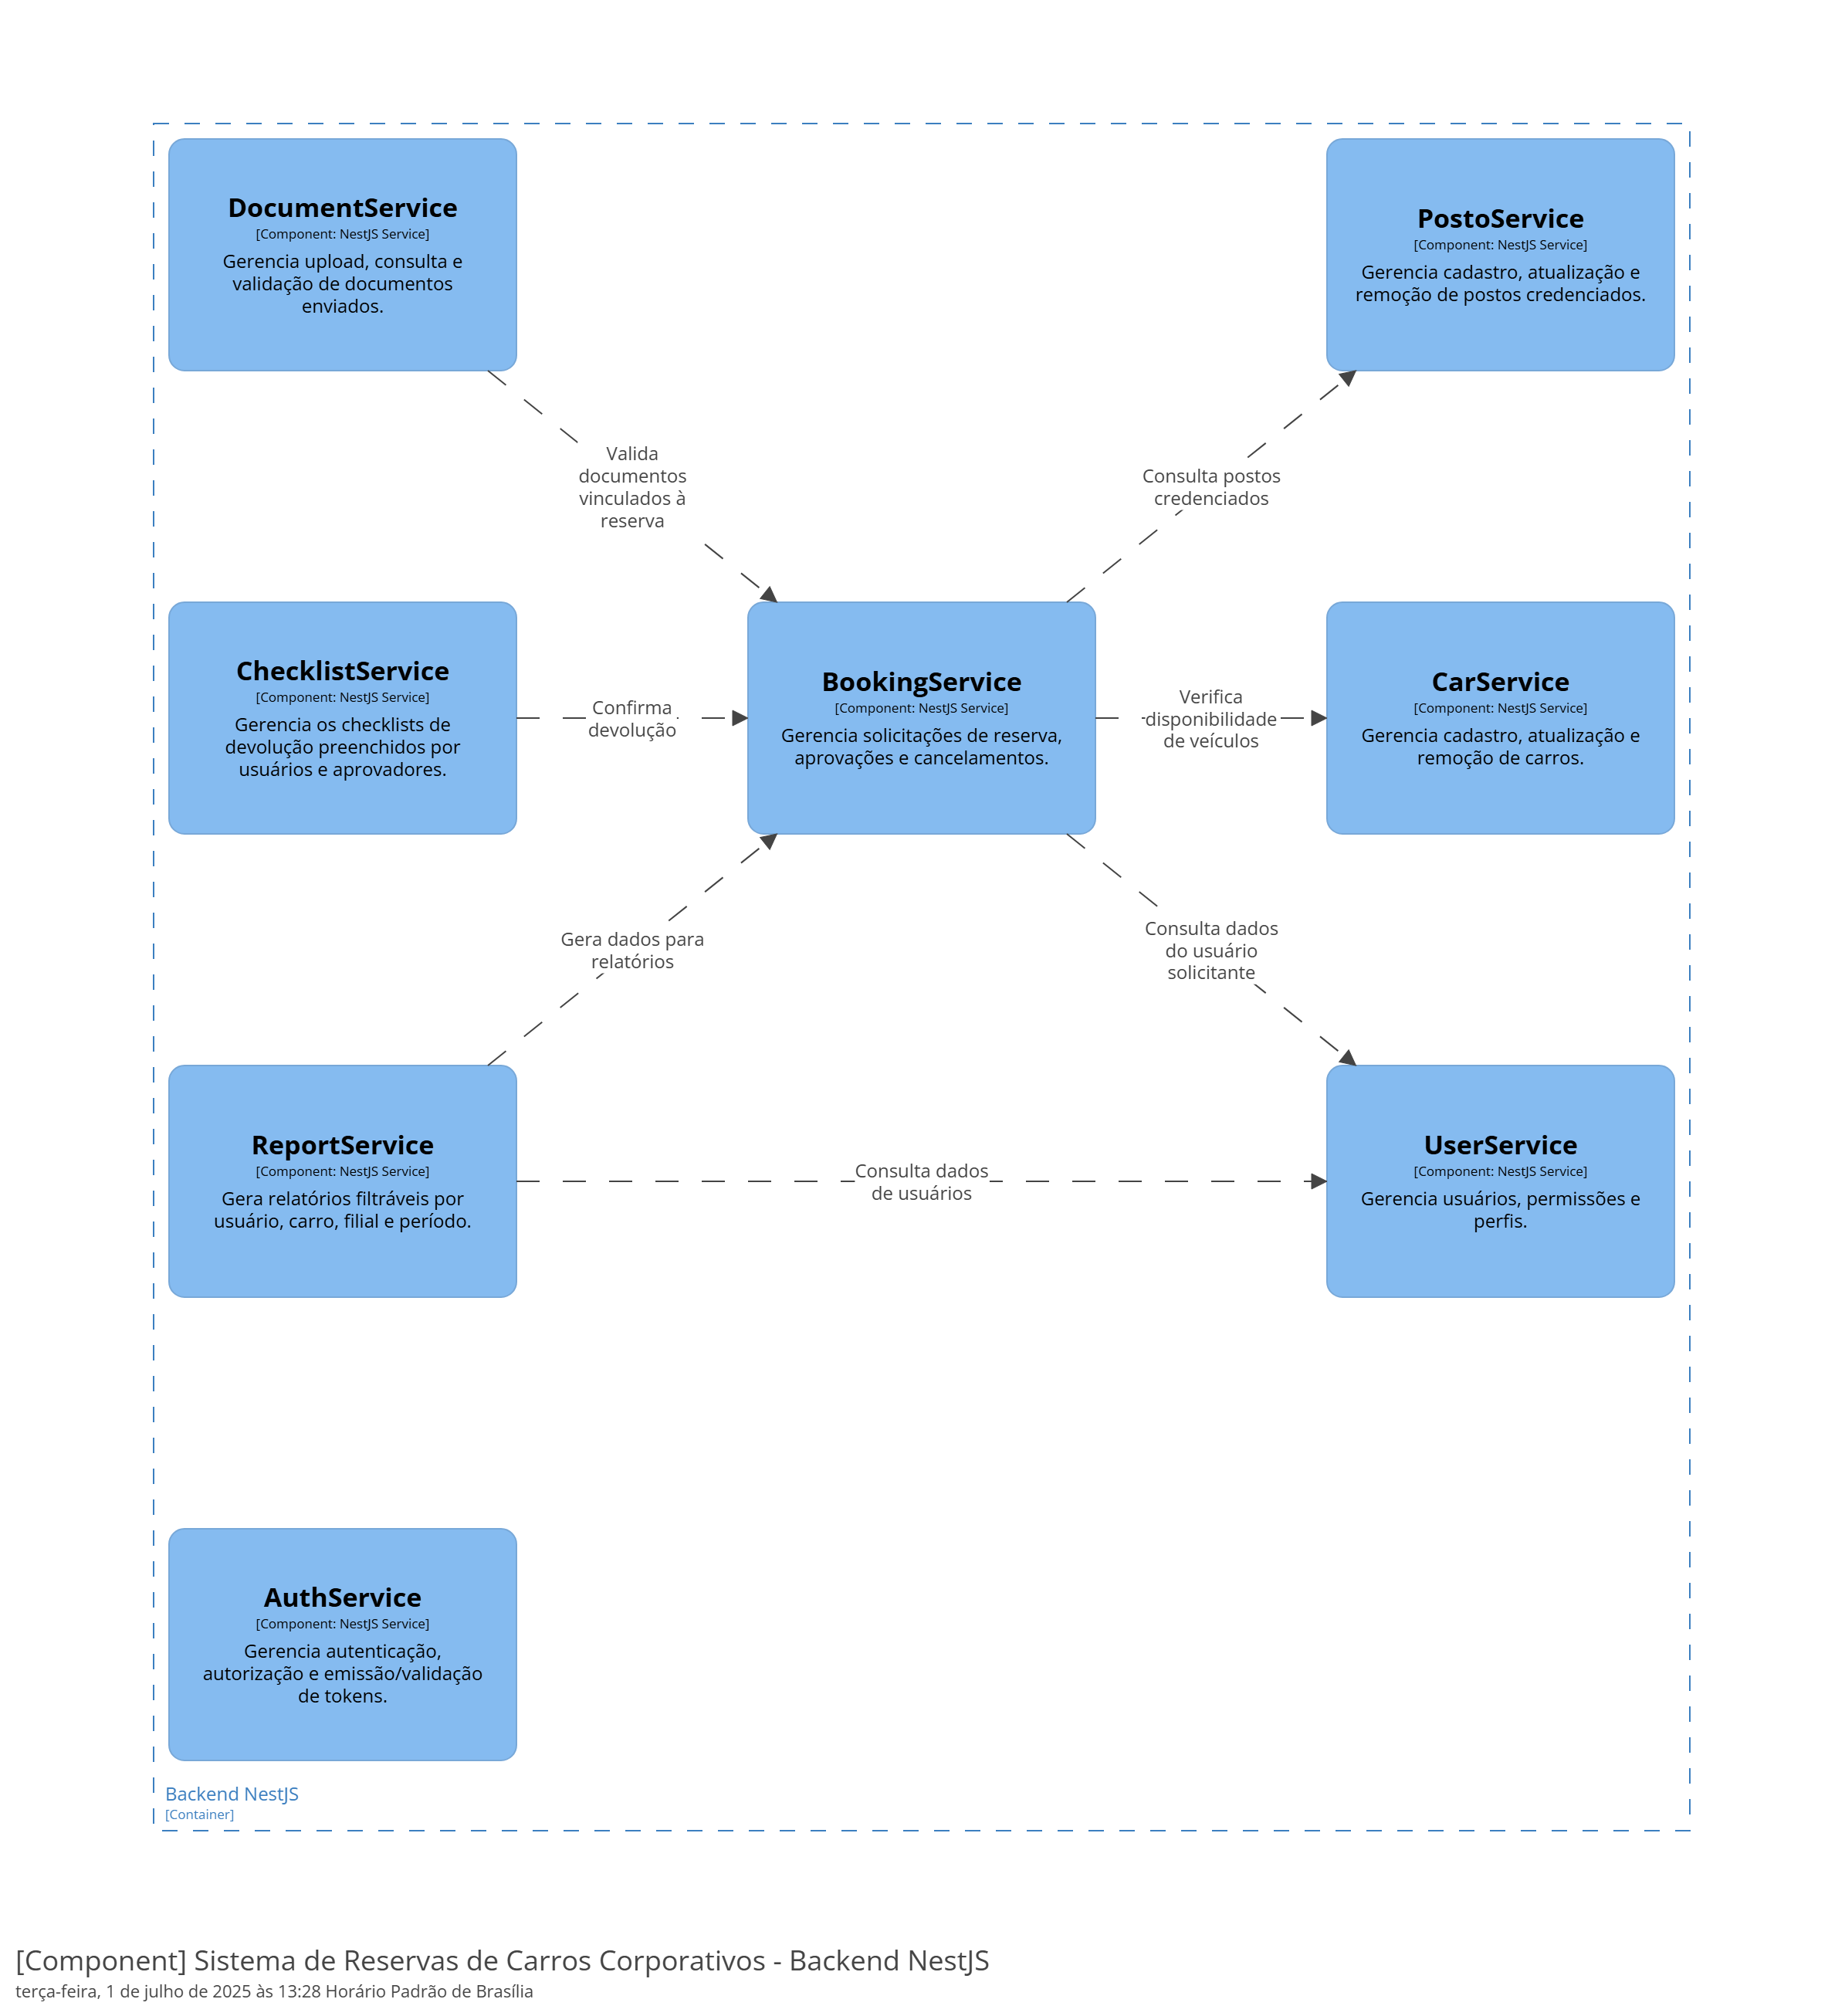 DocumentService
[Component: NestJS Service]
Gerencia upload, consulta e
validação de documentos
enviados.
PostoService
[Component: NestJS Service]
Gerencia cadastro, atualização e
remoção de postos credenciados.
Valida
documentos
vinculados à
reserva
Consulta postos
credenciados
ChecklistService
[Component: NestJS Service]
Gerencia os checklists de
devolução preenchidos por
usuários e aprovadores.
Confirma
devolução
BookingService
[Component: NestJS Service]
Gerencia solicitações de reserva,
aprovações e cancelamentos.
Verifica
disponibilidade
de veículos
CarService
[Component: NestJS Service]
Gerencia cadastro, atualização e
remoção de carros.
Gera dados para
relatórios
Consulta dados
do usuário
solicitante
ReportService
[Component: NestJS Service]
Gera relatórios filtráveis por
usuário, carro, filial e período.
Consulta dados
de usuários
UserService
[Component: NestJS Service]
Gerencia usuários, permissões e
perfis.
AuthService
[Component: NestJS Service]
Gerencia autenticação,
autorização e emissão/validação
de tokens.
Backend NestJS
[Container]
[Component] Sistema de Reservas de Carros Corporativos - Backend NestJS
terça-feira, 1 de julho de 2025 às 13:28 Horário Padrão de Brasília